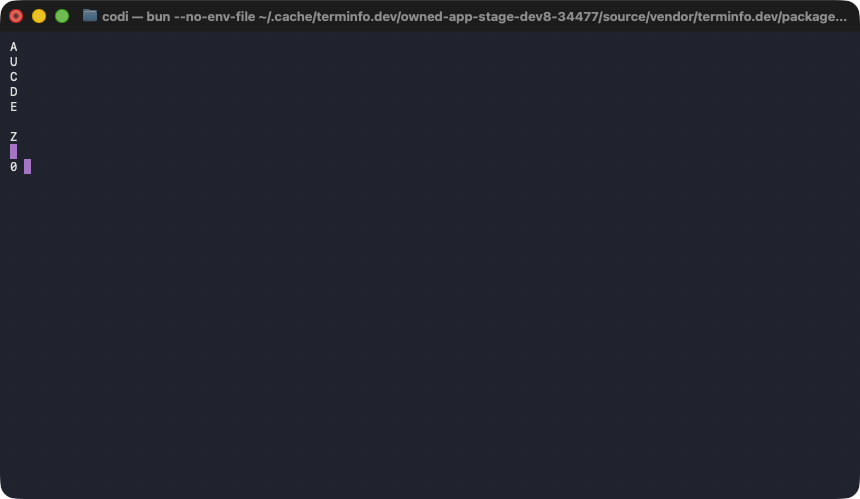 codi — bun --no-env-file ~/.cache/terminfo.dev/owned-app-stage-dev8-34477/source/vendor/terminfo.dev/package...
A
U
C
D
E
Z
0